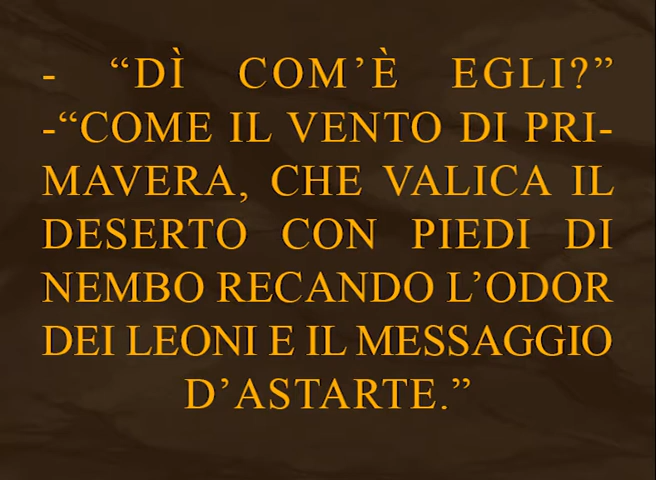 - “DÌ COM’È EGLI?”
-“COME IL VENTO DI PRI-
MAVERA, CHE VALICA IL
DESERTO CON PIEDI DI
NEMBO RECANDO L’ODOR
DEI LEONI E IL MESSAGGIO
D’ASTARTE.”